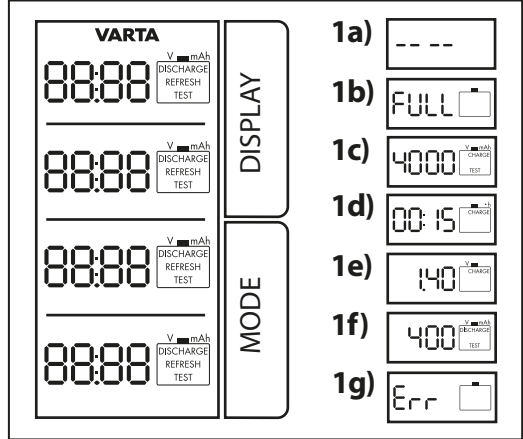 VARTA
V mAh
88:88 DISCHARGE
REFRESH
TEST
V mAh
88:88 DISCHARGE
REFRESH
TEST
V mAh
88:88 DISCHARGE
REFRESH
TEST
V mAh
88:88 DISCHARGE
REFRESH
TEST
DISPLAY
MODE
1a) -- --
1b) FULL
1c) 4000 V mAh
CHARGE
TEST
1d) 00:15 h
CHARGE
1e) 1.40 V
CHARGE
1f) 400 V mAh
DISCHARGE
TEST
1g) Err